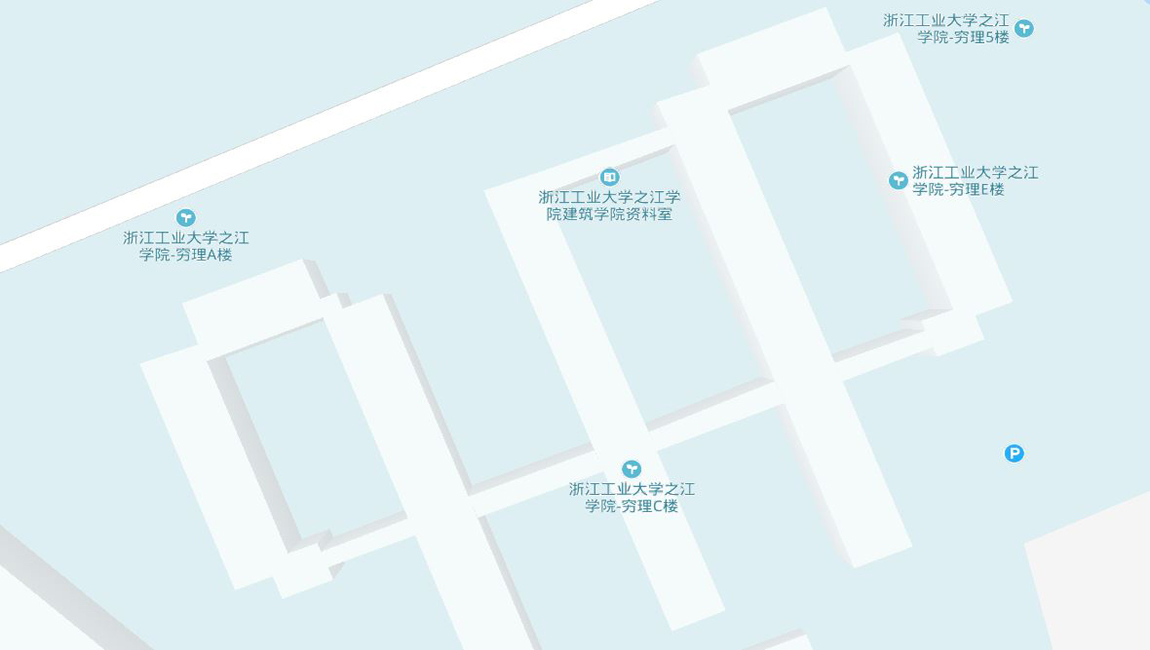 浙江工业大学之江
学院-穷理5楼
浙江工业大学之江
学院-穷理E楼
浙江工业大学之江学
院建筑学院资料室
浙江工业大学之江
学院-穷理A楼
P
浙江工业大学之江
学院-穷理C楼